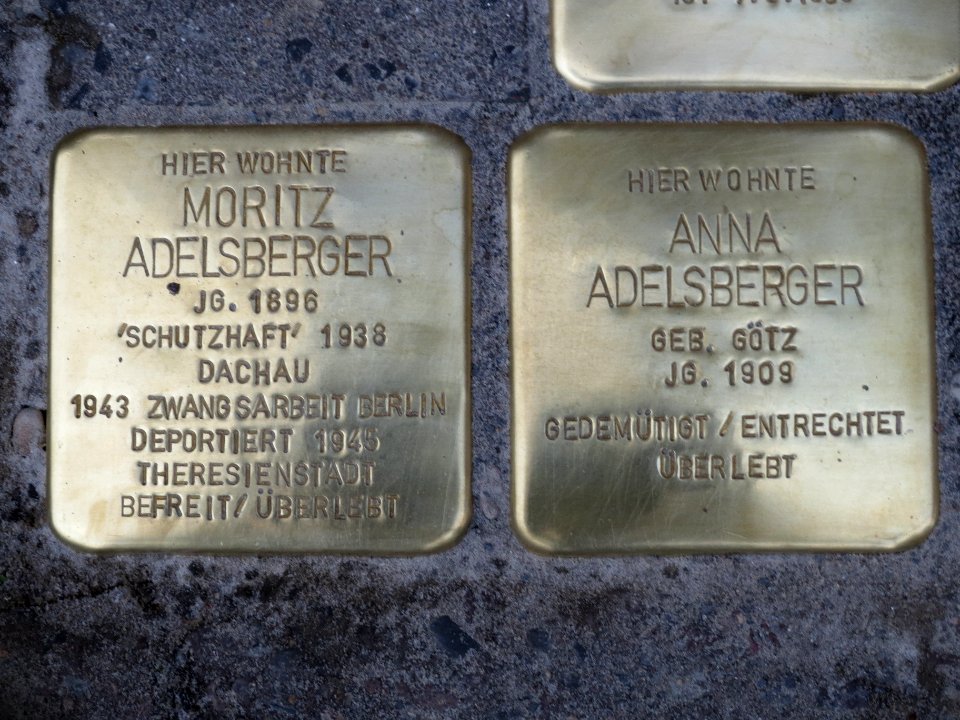 HIER WOHNTE
MORITZ
ADELSBERGER
JG. 1896
'SCHUTZHAFT' 1938
DACHAU
1943 ZWANGSARBEIT BERLIN
DEPORTIERT 1945
THERESIENSTADT
BEFREIT/ÜBERLEBT
HIER WOHNTE
ANNA
ADELSBERGER
GEB. GÖTZ
JG. 1909
GEDEMÜTIGT / ENTRECHTET
ÜBERLEBT